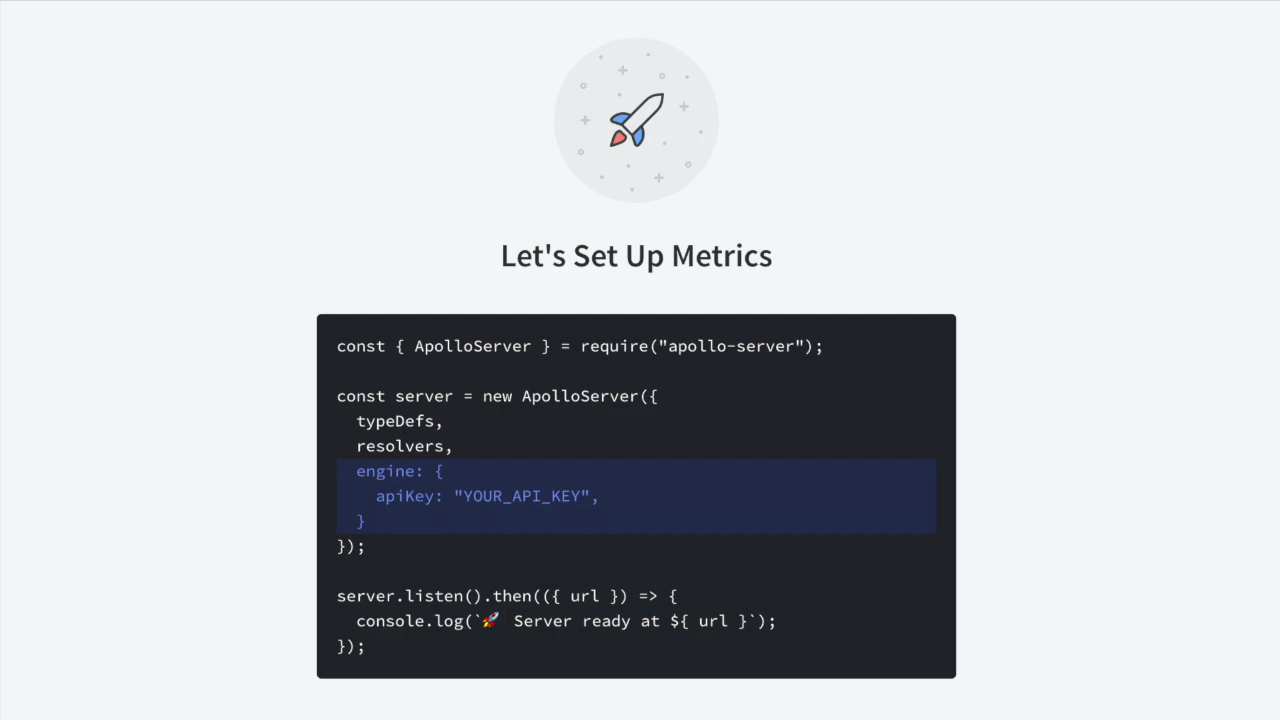 Let's Set Up Metrics
const { ApolloServer } = require("apollo-server");
const server = new ApolloServer({
  typeDefs,
  resolvers,
  engine: {
    apiKey: "YOUR_API_KEY",
  }
});
server.listen().then(({ url }) => {
  console.log(`🚀 Server ready at ${ url }`);
});